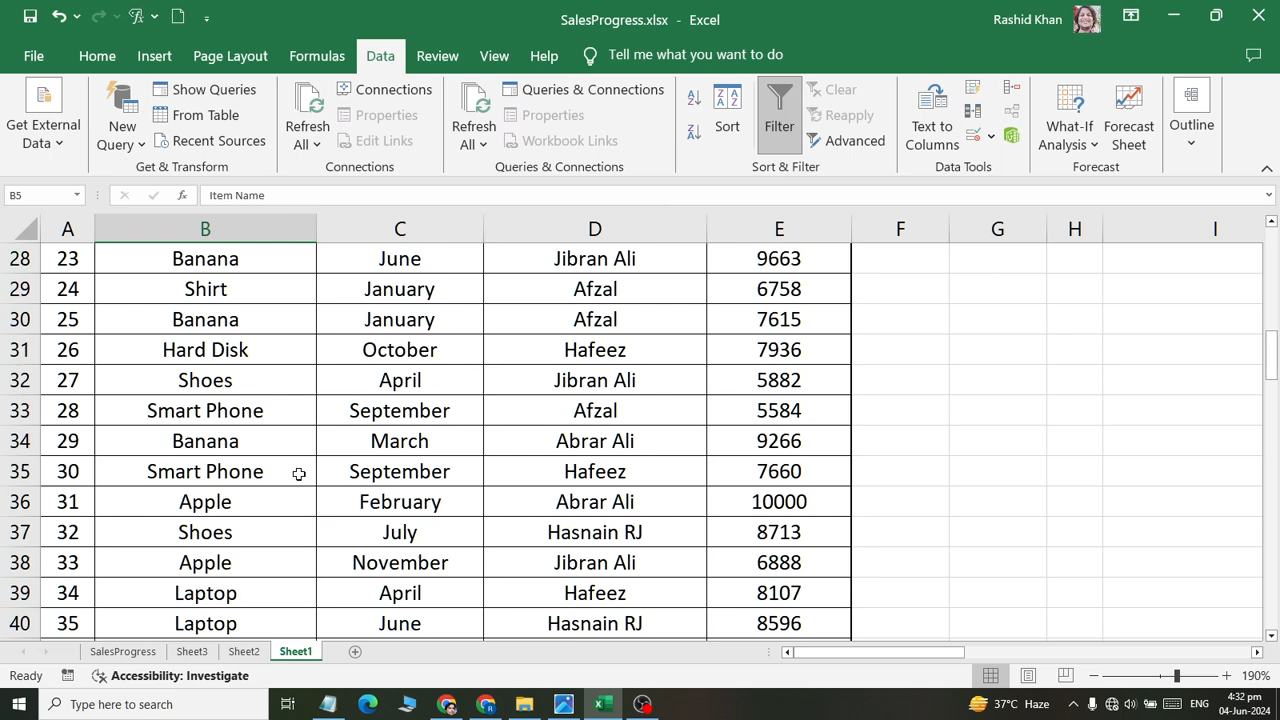 SalesProgress.xlsx - Excel
Rashid Khan
File Home Insert Page Layout Formulas Data Review View Help Tell me what you want to do
Get External Data
New Query
Show Queries
From Table
Recent Sources
Get & Transform
Refresh All
Connections
Properties
Edit Links
Connections
Refresh All
Queries & Connections
Properties
Workbook Links
Queries & Connections
Sort
Filter
Clear
Reapply
Advanced
Sort & Filter
Text to Columns
Data Tools
What-If Analysis
Forecast Sheet
Forecast
Outline
B5 fx Item Name
A B C D E F G H I
28 23 Banana June Jibran Ali 9663
29 24 Shirt January Afzal 6758
30 25 Banana January Afzal 7615
31 26 Hard Disk October Hafeez 7936
32 27 Shoes April Jibran Ali 5882
33 28 Smart Phone September Afzal 5584
34 29 Banana March Abrar Ali 9266
35 30 Smart Phone September Hafeez 7660
36 31 Apple February Abrar Ali 10000
37 32 Shoes July Hasnain RJ 8713
38 33 Apple November Jibran Ali 6888
39 34 Laptop April Hafeez 8107
40 35 Laptop June Hasnain RJ 8596
SalesProgress Sheet3 Sheet2 Sheet1
Ready Accessibility: Investigate 190%
Type here to search 37°C Haze ENG 4:32 pm
04-Jun-2024